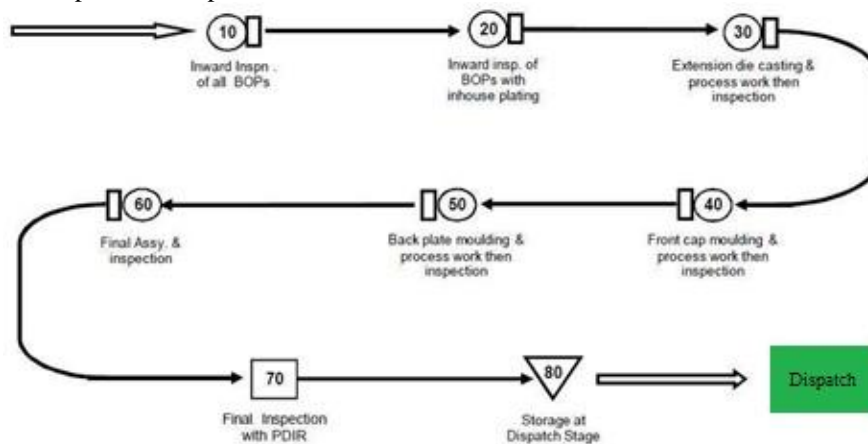 10
20
30
Inward Inspn .
of all BOPs
Inward insp. of
BOPs with
inhouse plating
Extension die casting &
process work then
inspection
60
50
40
Final Assy. &
inspection
Back plate moulding &
process work then
inspection
Front cap moulding &
process work then
inspection
70
80
Dispatch
Final Inspection
with PDIR
Storage at
Dispatch Stage